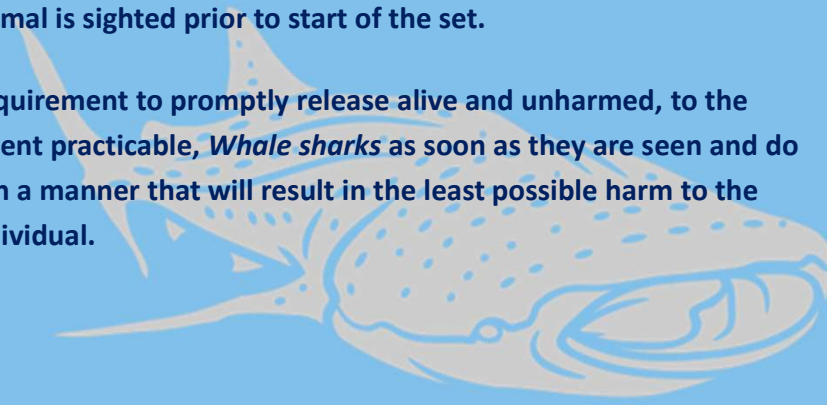 mal is sighted prior to start of the set.
quirement to promptly release alive and unharmed, to the
ent practicable, Whale sharks as soon as they are seen and do
n a manner that will result in the least possible harm to the
ividual.